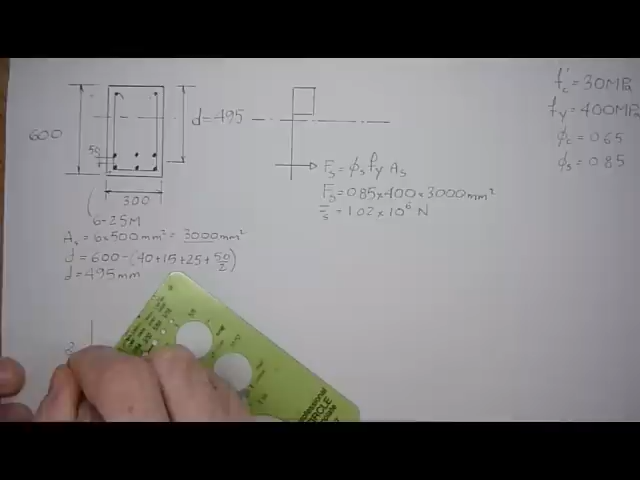 f'c = 30MPa
fy = 400MPa
φc = 0.65
φs = 0.85
600
50
d=495
300
6-25M
As = 6×500mm² = 3000mm²
d = 600-(40+15+25+50/2)
d = 495mm
Fs = φs fy As
Fs = 0.85×400×3000mm²
Fs = 1.02×10⁶ N
CIRCLE